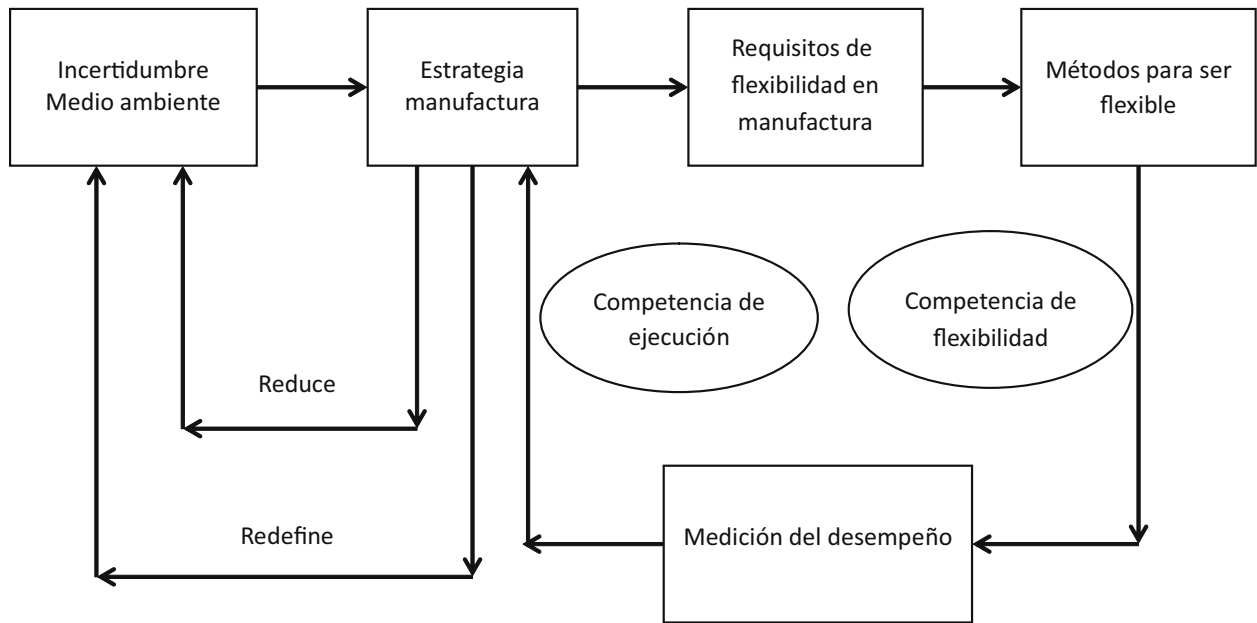 Incertidumbre
Medio ambiente
Estrategia
manufactura
Requisitos de
flexibilidad en
manufactura
Métodos para ser
flexible
Competencia de
ejecución
Competencia de
flexibilidad
Reduce
Redefine
Medición del desempeño